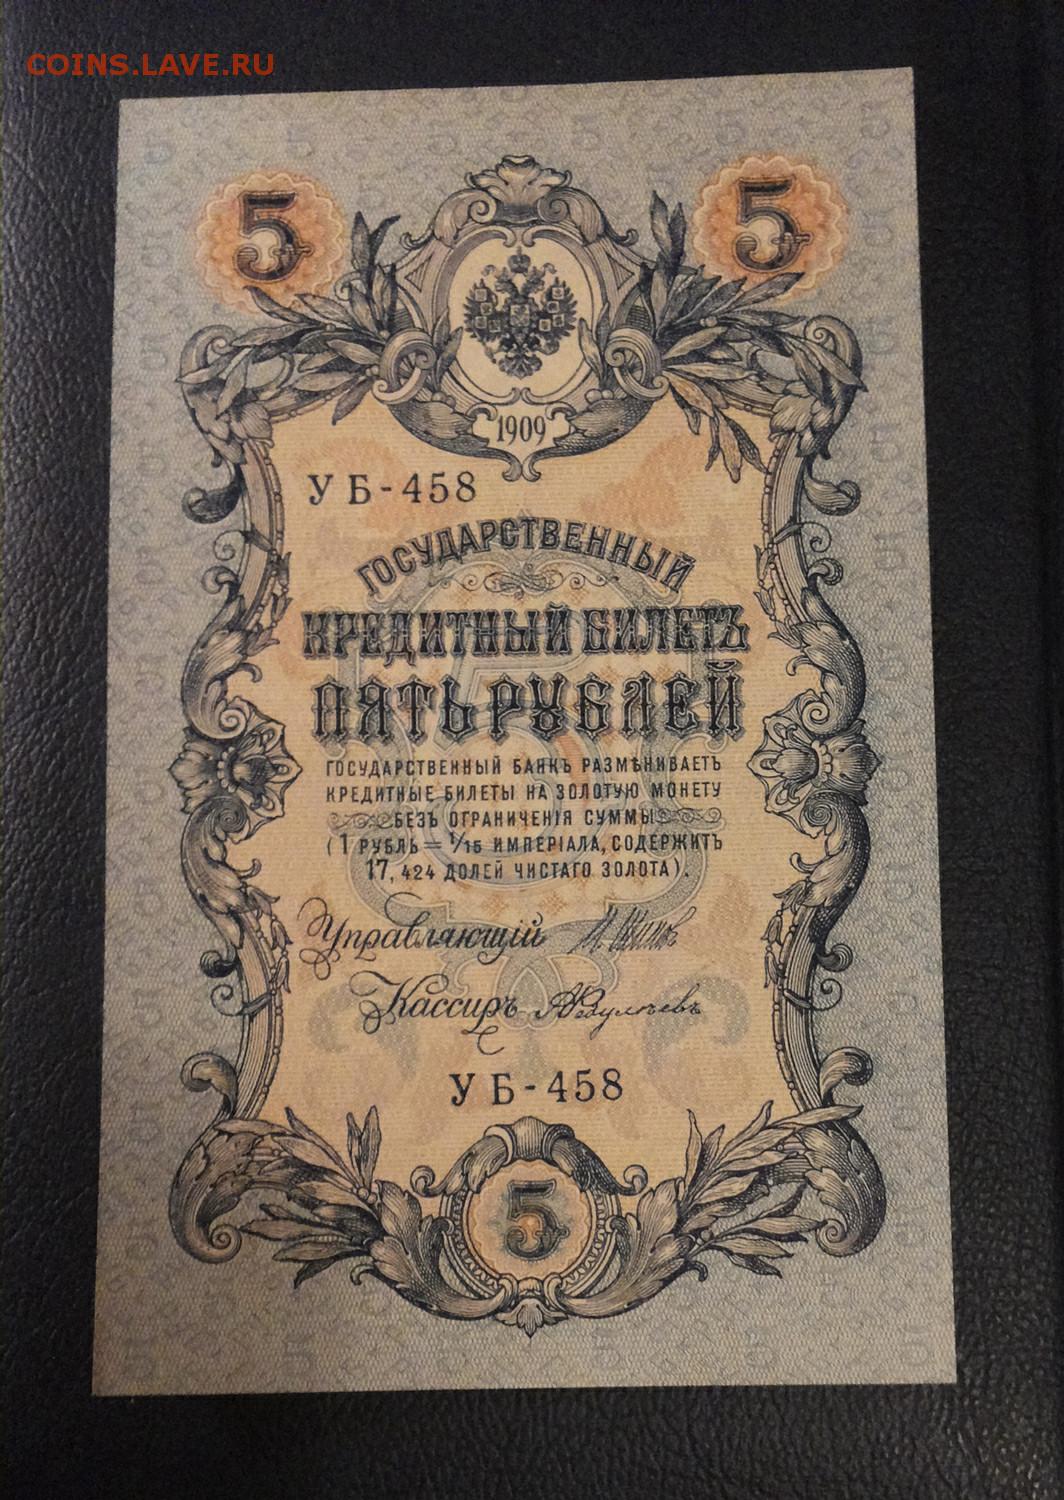 COINS.LAVE.RU
5 5
1909
УБ-458
ГОСУДАРСТВЕННЫЙ
КРЕДИТНЫЙ БИЛЕТЪ
ПЯТЬ РУБЛЕЙ
ГОСУДАРСТВЕННЫЙ БАНКЪ РАЗМѢНИВАЕТЪ
КРЕДИТНЫЕ БИЛЕТЫ НА ЗОЛОТУЮ МОНЕТУ
БЕЗЪ ОГРАНИЧЕНІЯ СУММЫ
(1 РУБЛЬ = 1/15 ИМПЕРІАЛА, СОДЕРЖИТЪ
17,424 ДОЛЕЙ ЧИСТАГО ЗОЛОТА).
Управляющій
Кассиръ
УБ-458
5